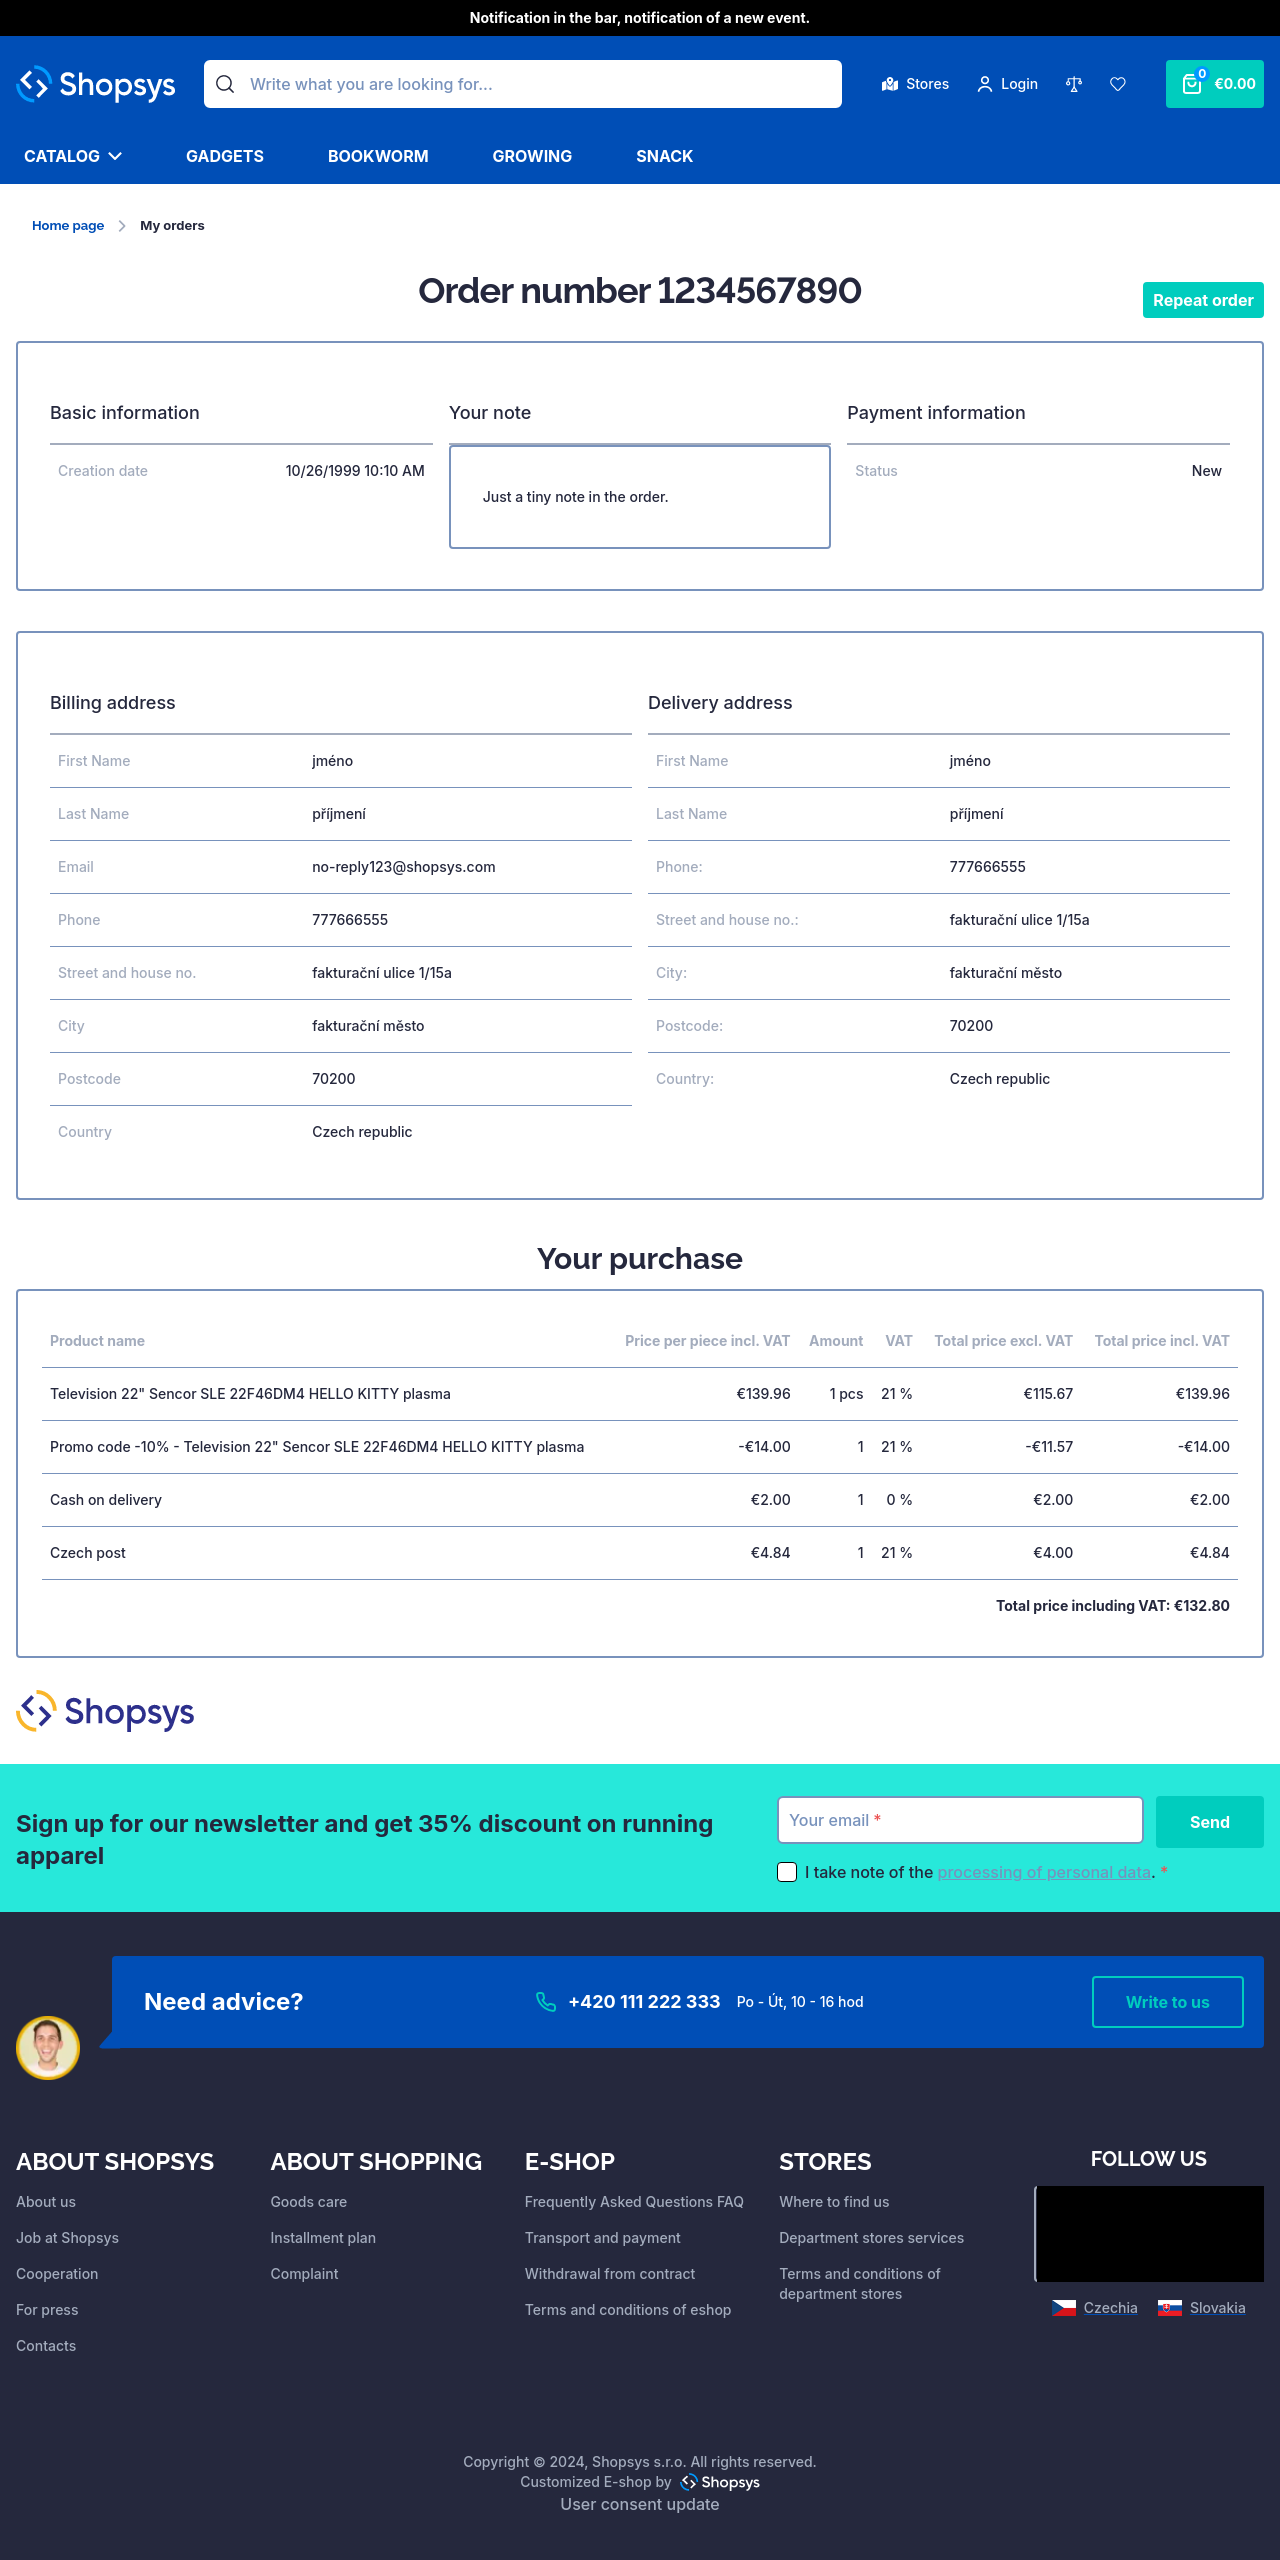 Notification in the bar, notification of a new event.
Shopsys
Write what you are looking for...
Stores
Login
0
€0.00
CATALOG
GADGETS
BOOKWORM
GROWING
SNACK
Home page
My orders
Order number 1234567890
Repeat order
Basic information
Creation date
10/26/1999 10:10 AM
Your note
Just a tiny note in the order.
Payment information
Status
New
Billing address
First Name
jméno
Last Name
příjmení
Email
no-reply123@shopsys.com
Phone
777666555
Street and house no.
fakturační ulice 1/15a
City
fakturační město
Postcode
70200
Country
Czech republic
Delivery address
First Name
jméno
Last Name
příjmení
Phone:
777666555
Street and house no.:
fakturační ulice 1/15a
City:
fakturační město
Postcode:
70200
Country:
Czech republic
Your purchase
Product name Price per piece incl. VAT Amount VAT Total price excl. VAT Total price incl. VAT
Television 22" Sencor SLE 22F46DM4 HELLO KITTY plasma €139.96 1 pcs 21 % €115.67 €139.96
Promo code -10% - Television 22" Sencor SLE 22F46DM4 HELLO KITTY plasma -€14.00 1 21 % -€11.57 -€14.00
Cash on delivery €2.00 1 0 % €2.00 €2.00
Czech post €4.84 1 21 % €4.00 €4.84
Total price including VAT: €132.80
Shopsys
Sign up for our newsletter and get 35% discount on running
apparel
Your email *
Send
I take note of the processing of personal data. *
Need advice?
+420 111 222 333
Po - Út, 10 - 16 hod
Write to us
ABOUT SHOPSYS
About us
Job at Shopsys
Cooperation
For press
Contacts
ABOUT SHOPPING
Goods care
Installment plan
Complaint
E-SHOP
Frequently Asked Questions FAQ
Transport and payment
Withdrawal from contract
Terms and conditions of eshop
STORES
Where to find us
Department stores services
Terms and conditions of
department stores
FOLLOW US
Czechia
Slovakia
Copyright © 2024, Shopsys s.r.o. All rights reserved.
Customized E-shop by Shopsys
User consent update